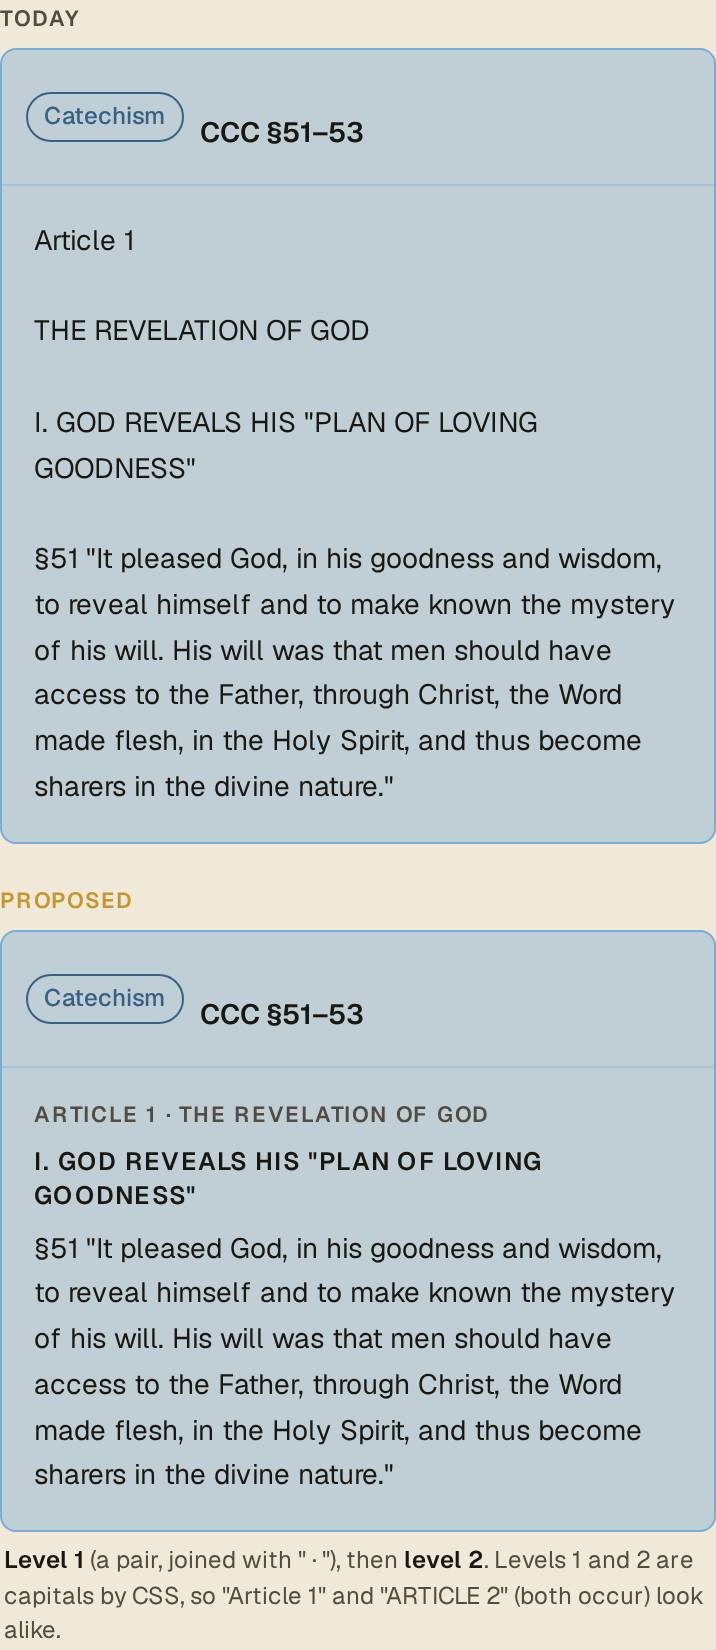 TODAY
Catechism
CCC §51–53
Article 1
THE REVELATION OF GOD
I. GOD REVEALS HIS "PLAN OF LOVING
GOODNESS"
§51 "It pleased God, in his goodness and wisdom,
to reveal himself and to make known the mystery
of his will. His will was that men should have
access to the Father, through Christ, the Word
made flesh, in the Holy Spirit, and thus become
sharers in the divine nature."
PROPOSED
Catechism
CCC §51–53
ARTICLE 1 · THE REVELATION OF GOD
I. GOD REVEALS HIS "PLAN OF LOVING
GOODNESS"
§51 "It pleased God, in his goodness and wisdom,
to reveal himself and to make known the mystery
of his will. His will was that men should have
access to the Father, through Christ, the Word
made flesh, in the Holy Spirit, and thus become
sharers in the divine nature."
Level 1 (a pair, joined with " · "), then level 2. Levels 1 and 2 are
capitals by CSS, so "Article 1" and "ARTICLE 2" (both occur) look
alike.